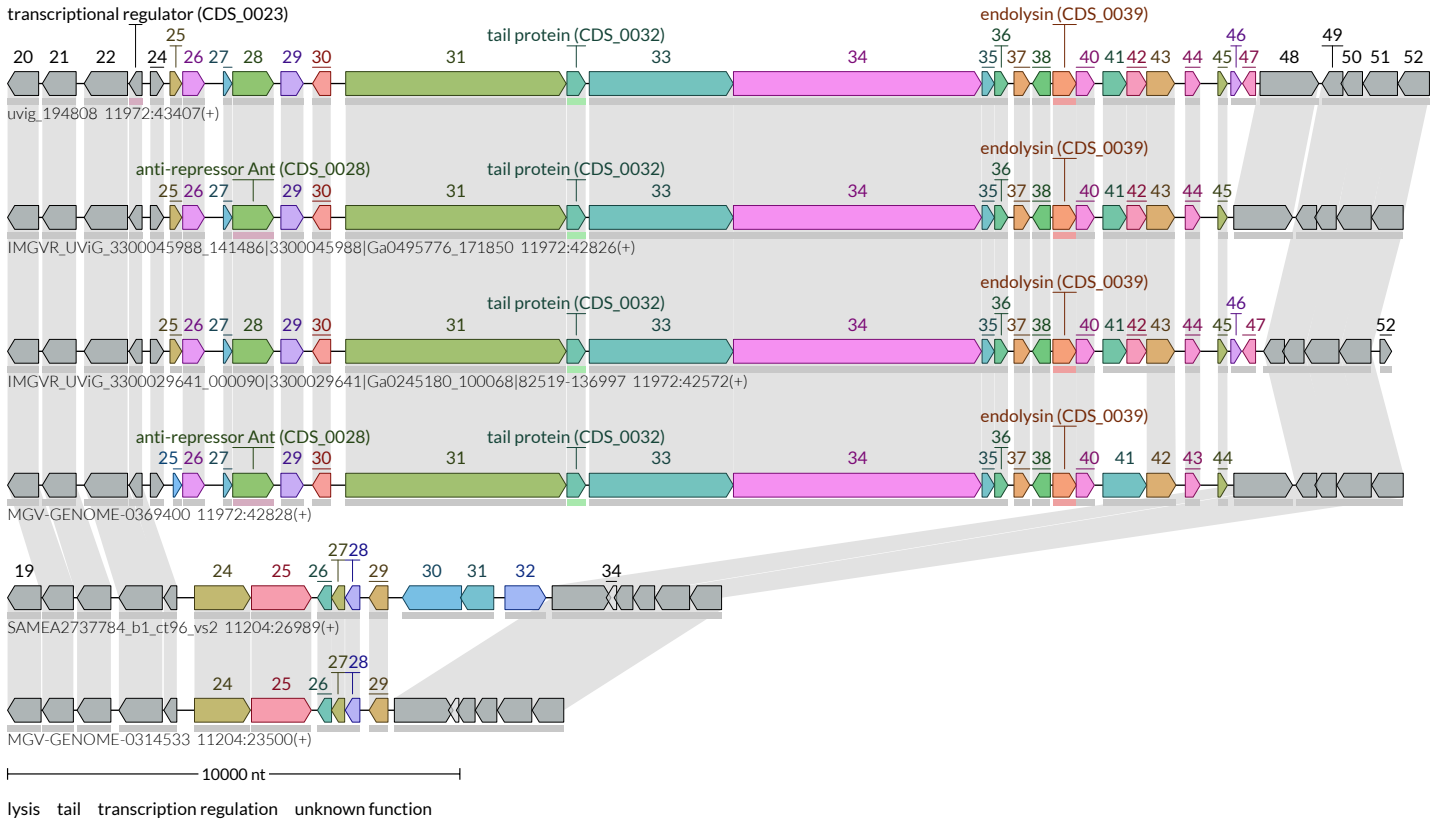 transcriptional regulator (CDS_0023) endolysin (CDS_0039)
25 tail protein (CDS_0032) 36 46 49
20 21 22 24 26 27 28 29 30 31 33 34 35 37 38 40 41 42 43 44 45 47 48 50 51 52
uvig_194808 11972:43407(+)
anti-repressor Ant (CDS_0028) tail protein (CDS_0032) endolysin (CDS_0039)
36
25 26 27 29 30 31 33 34 35 37 38 40 41 42 43 44 45
IMGVR_UViG_3300045988_141486|3300045988|Ga0495776_171850 11972:42826(+)
endolysin (CDS_0039)
tail protein (CDS_0032) 36 46
25 26 27 28 29 30 31 33 34 35 37 38 40 41 42 43 44 45 47 52
IMGVR_UViG_3300029641_000090|3300029641|Ga0245180_100068|82519-136997 11972:42572(+)
endolysin (CDS_0039)
anti-repressor Ant (CDS_0028) tail protein (CDS_0032) 36
25 26 27 29 30 31 33 34 35 37 38 40 41 42 43 44
MGV-GENOME-0369400 11972:42828(+)
27 28
19 24 25 26 29 30 31 32 34
SAMEA2737784_b1_ct96_vs2 11204:26989(+)
27 28
24 25 26 29
MGV-GENOME-0314533 11204:23500(+)
10000 nt
lysis tail transcription regulation unknown function